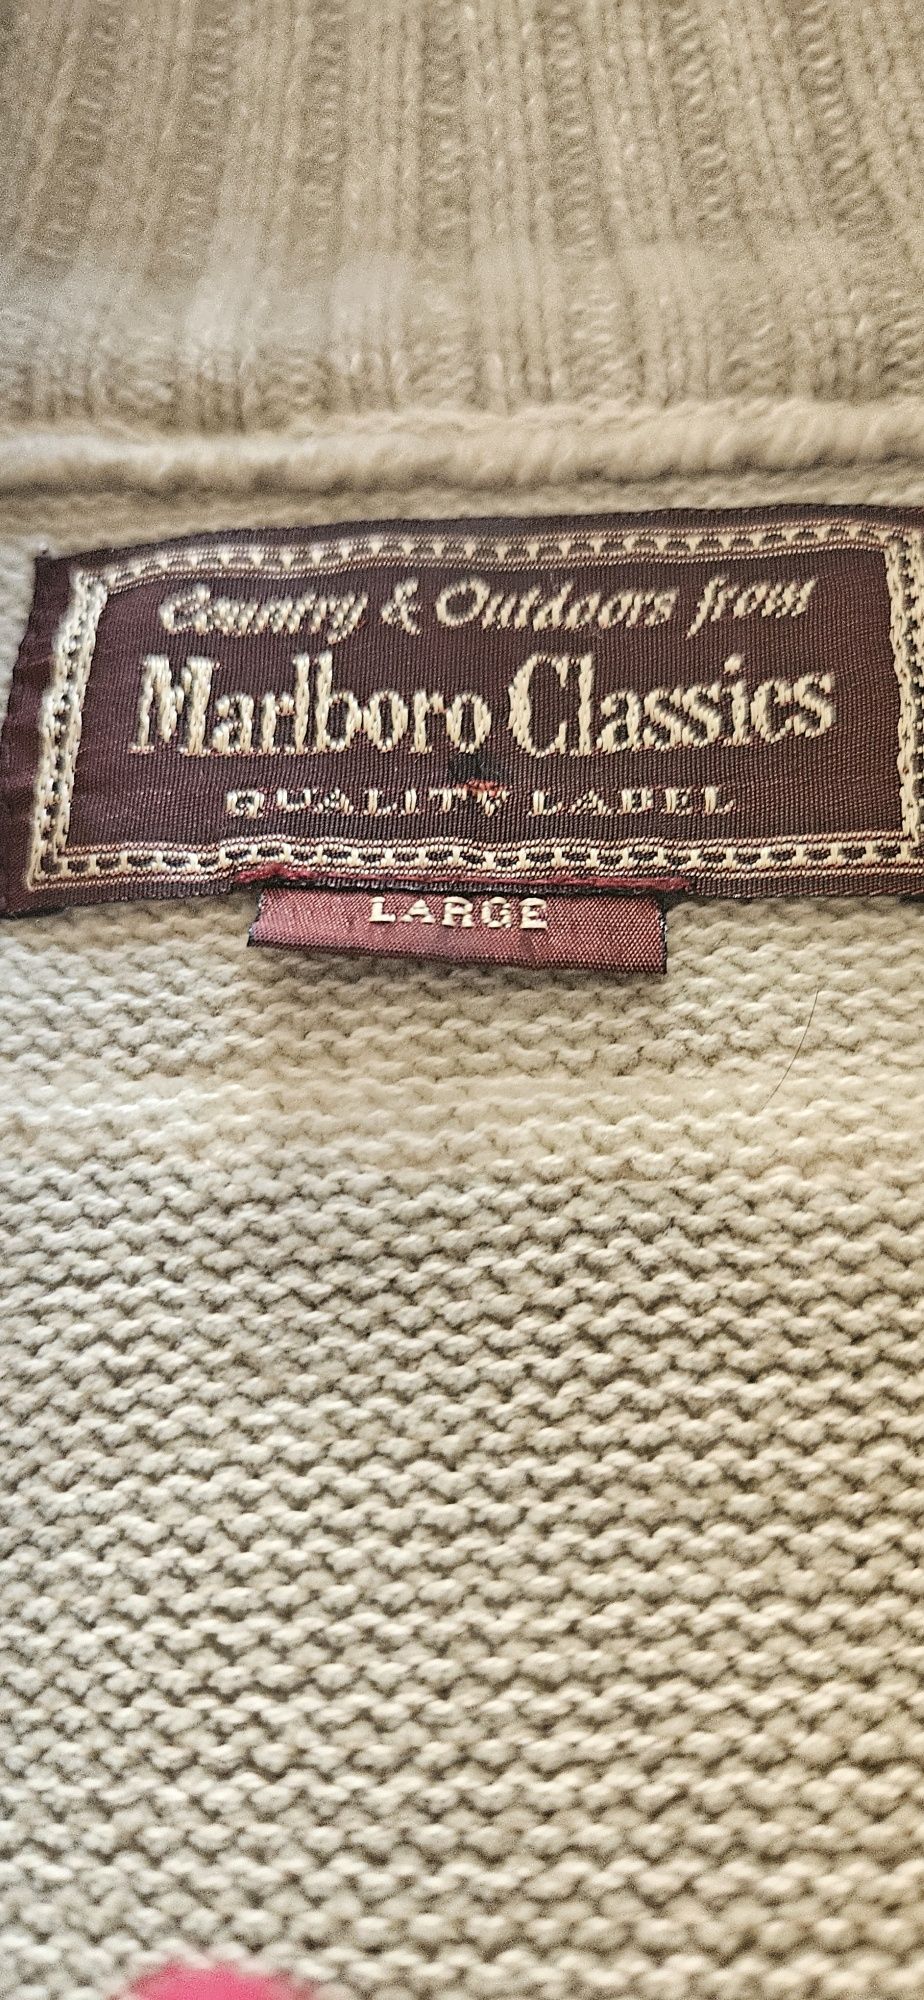 Country & Outdoors from
Marlboro Classics
QUALITY LABEL
LARGE